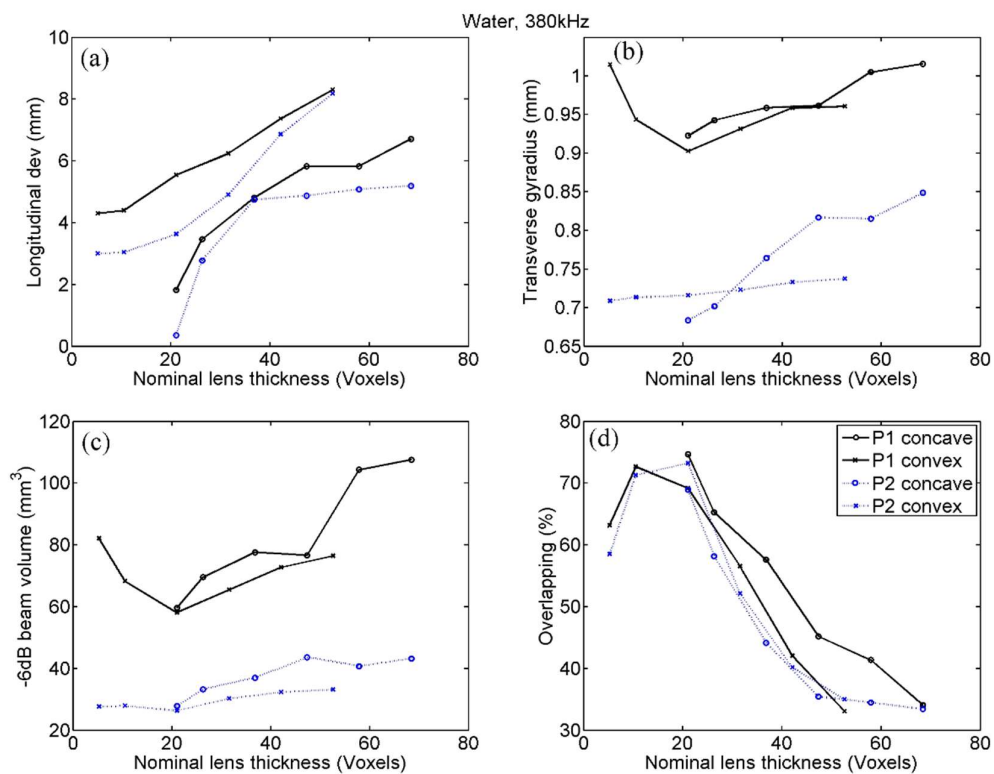 Water, 380kHz
(a)
10
8
6
4
2
0
0 20 40 60 80
Longitudinal dev (mm)
Nominal lens thickness (Voxels)
(b)
1
0.95
0.9
0.85
0.8
0.75
0.7
0.65
0 20 40 60 80
Transverse gyradius (mm)
Nominal lens thickness (Voxels)
(c)
120
100
80
60
40
20
0 20 40 60 80
-6dB beam volume (mm³)
Nominal lens thickness (Voxels)
(d)
80
70
60
50
40
30
0 20 40 60 80
Overlapping (%)
Nominal lens thickness (Voxels)
P1 concave
P1 convex
P2 concave
P2 convex